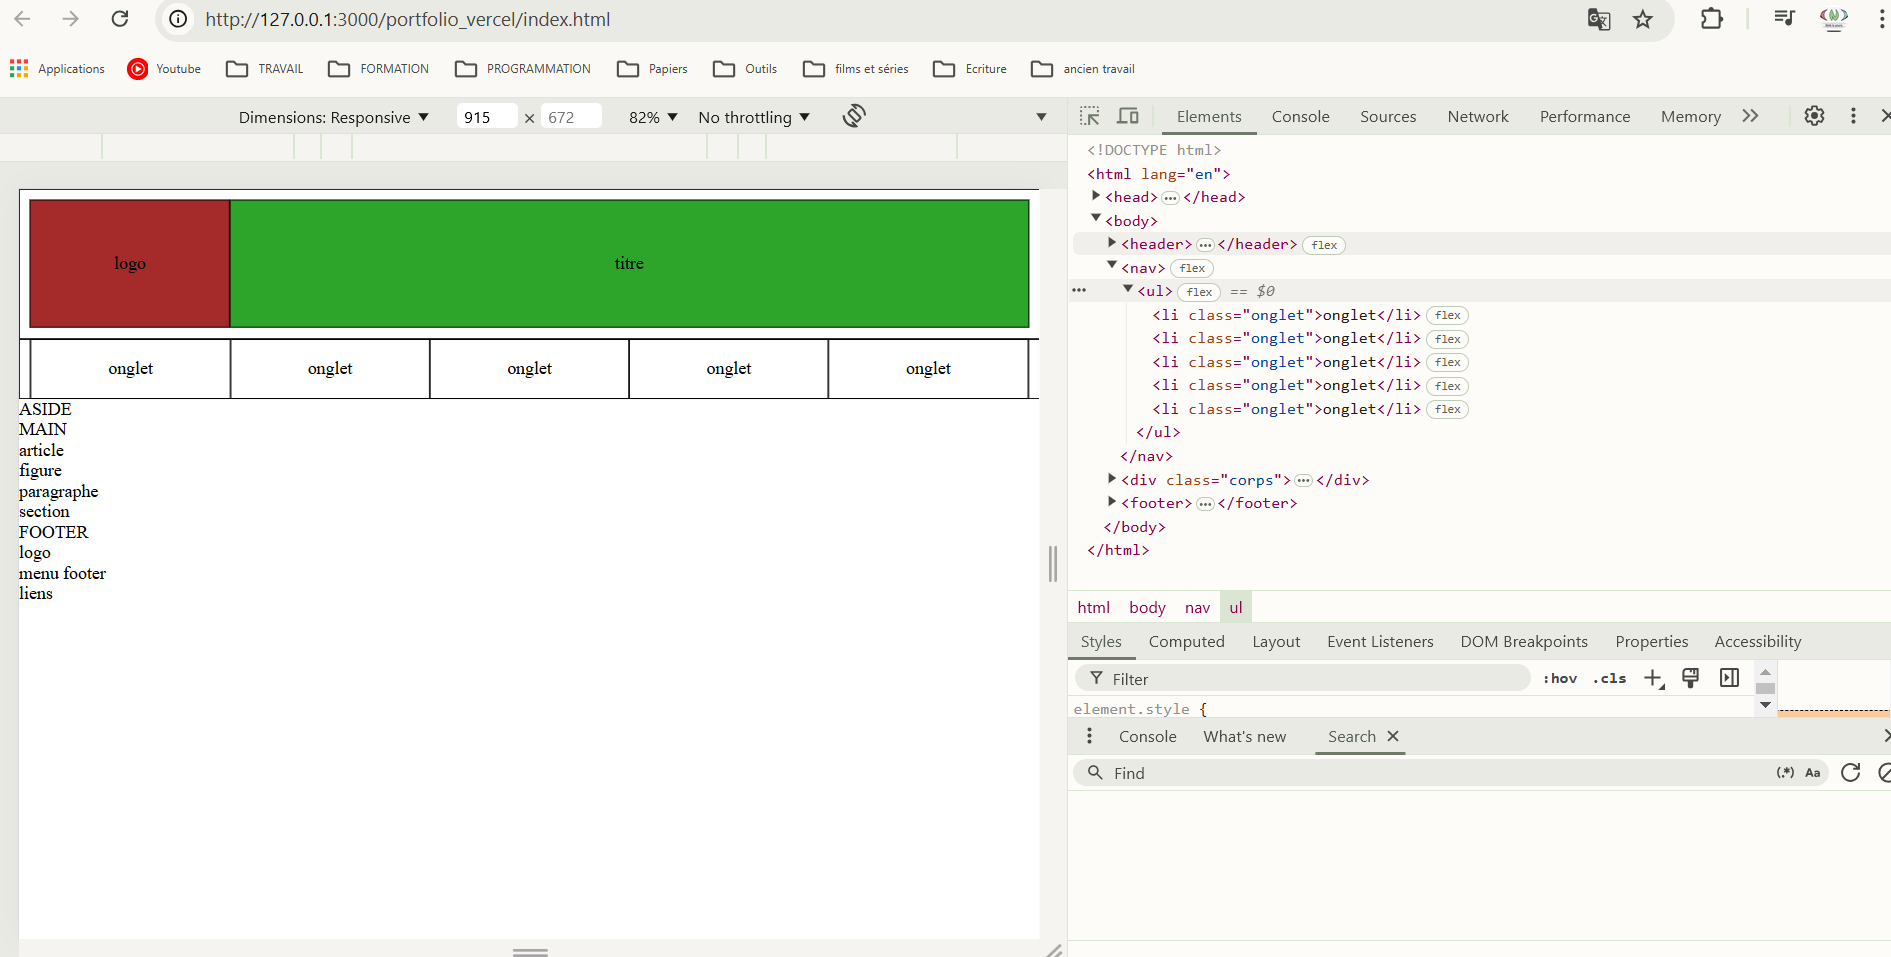 http://127.0.0.1:3000/portfolio_vercel/index.html
Applications Youtube TRAVAIL FORMATION PROGRAMMATION Papiers Outils films et séries Ecriture ancien travail
Dimensions: Responsive 915 × 672 82% No throttling
logo titre
onglet onglet onglet onglet onglet
ASIDE
MAIN
article
figure
paragraphe
section
FOOTER
logo
menu footer
liens
Elements Console Sources Network Performance Memory
<!DOCTYPE html>
<html lang="en">
<head> ••• </head>
<body>
<header> ••• </header> flex
<nav> flex
••• <ul> flex == $0
<li class="onglet">onglet</li> flex
<li class="onglet">onglet</li> flex
<li class="onglet">onglet</li> flex
<li class="onglet">onglet</li> flex
<li class="onglet">onglet</li> flex
</ul>
</nav>
<div class="corps"> ••• </div>
<footer> ••• </footer>
</body>
</html>
html body nav ul
Styles Computed Layout Event Listeners DOM Breakpoints Properties Accessibility
Filter :hov .cls
element.style {
Console What's new Search
Find (.*) Aa